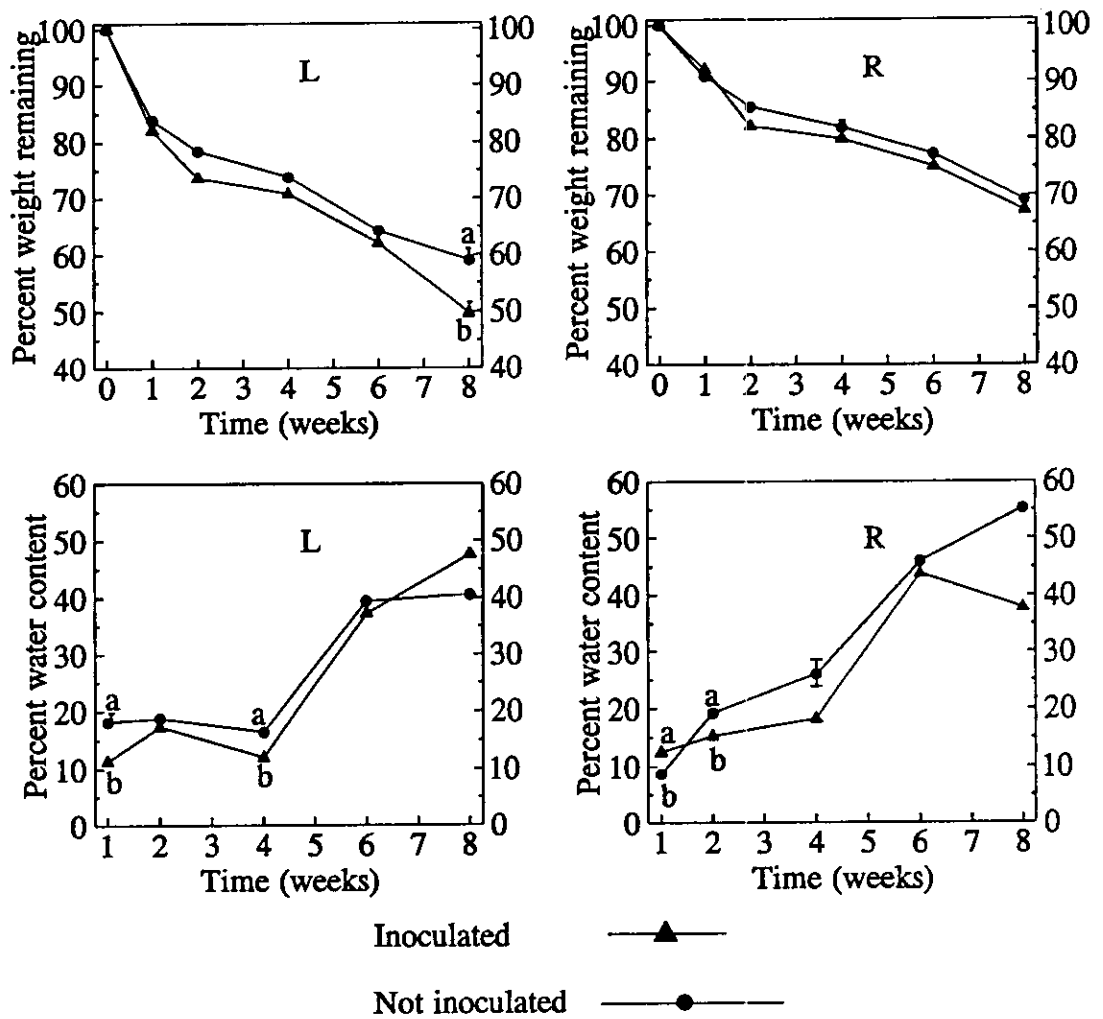 Percent weight remaining
100
90
80
70
60
50
40
L
a
b
100
90
80
70
60
50
40
0 1 2 3 4 5 6 7 8
Time (weeks)
Percent weight remaining
100
90
80
70
60
50
40
R
100
90
80
70
60
50
40
0 1 2 3 4 5 6 7 8
Time (weeks)
Percent water content
60
50
40
30
20
10
0
L
a
b
a
b
60
50
40
30
20
10
0
1 2 3 4 5 6 7 8
Time (weeks)
Percent water content
60
50
40
30
20
10
0
R
a
b
a
b
60
50
40
30
20
10
0
1 2 3 4 5 6 7 8
Time (weeks)
Inoculated
Not inoculated